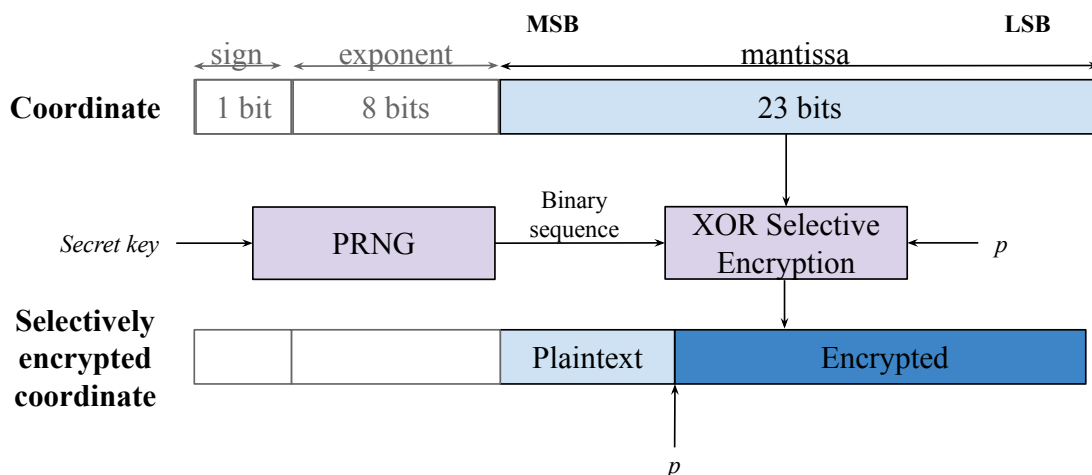 MSB LSB
sign exponent mantissa
Coordinate 1 bit 8 bits 23 bits
Binary
sequence
Secret key PRNG XOR Selective
Encryption p
Selectively
encrypted
coordinate
Plaintext Encrypted
p